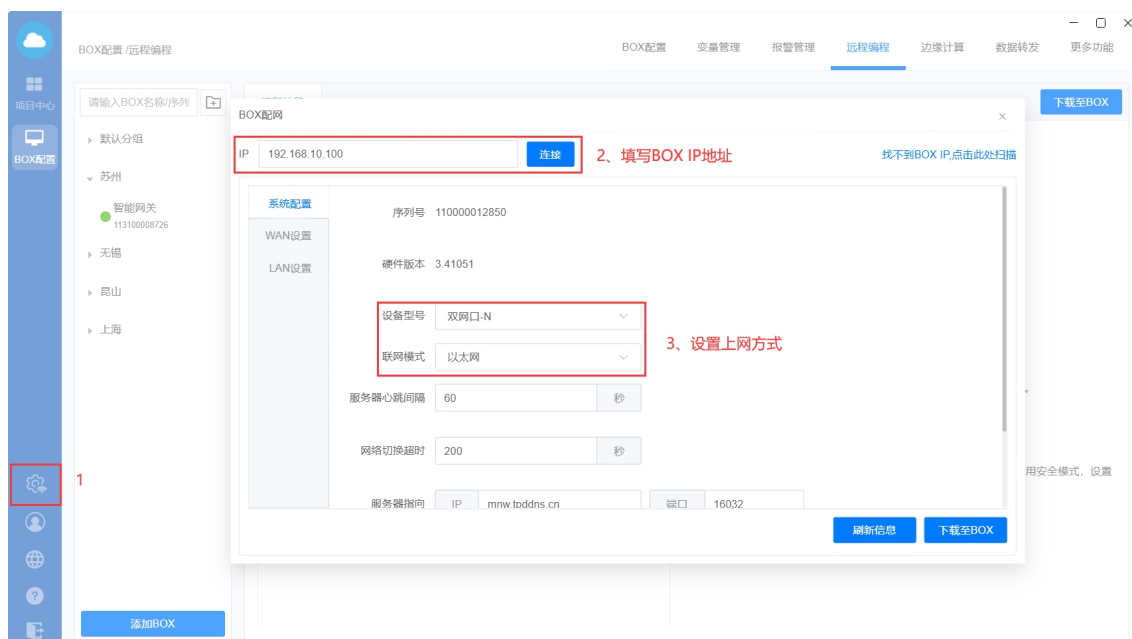 BOX配置 /远程编程
BOX配置 变量管理 报警管理 远程编程 边缘计算 数据转发 更多功能
项目中心
BOX配置
请输入BOX名称/序列
下载至BOX
默认分组
苏州
智能网关
113100008726
无锡
昆山
上海
添加BOX
1
BOX配网
IP 192.168.10.100 连接 2、填写BOX IP地址 找不到BOX IP,点击此处扫描
系统配置
WAN设置
LAN设置
序列号 110000012850
硬件版本 3.41051
设备型号 双网口-N
联网模式 以太网
3、设置上网方式
服务器心跳间隔 60 秒
网络切换超时 200 秒
服务器指向 IP mnw.tpddns.cn 端口 16032
用安全模式，设置
刷新信息 下载至BOX